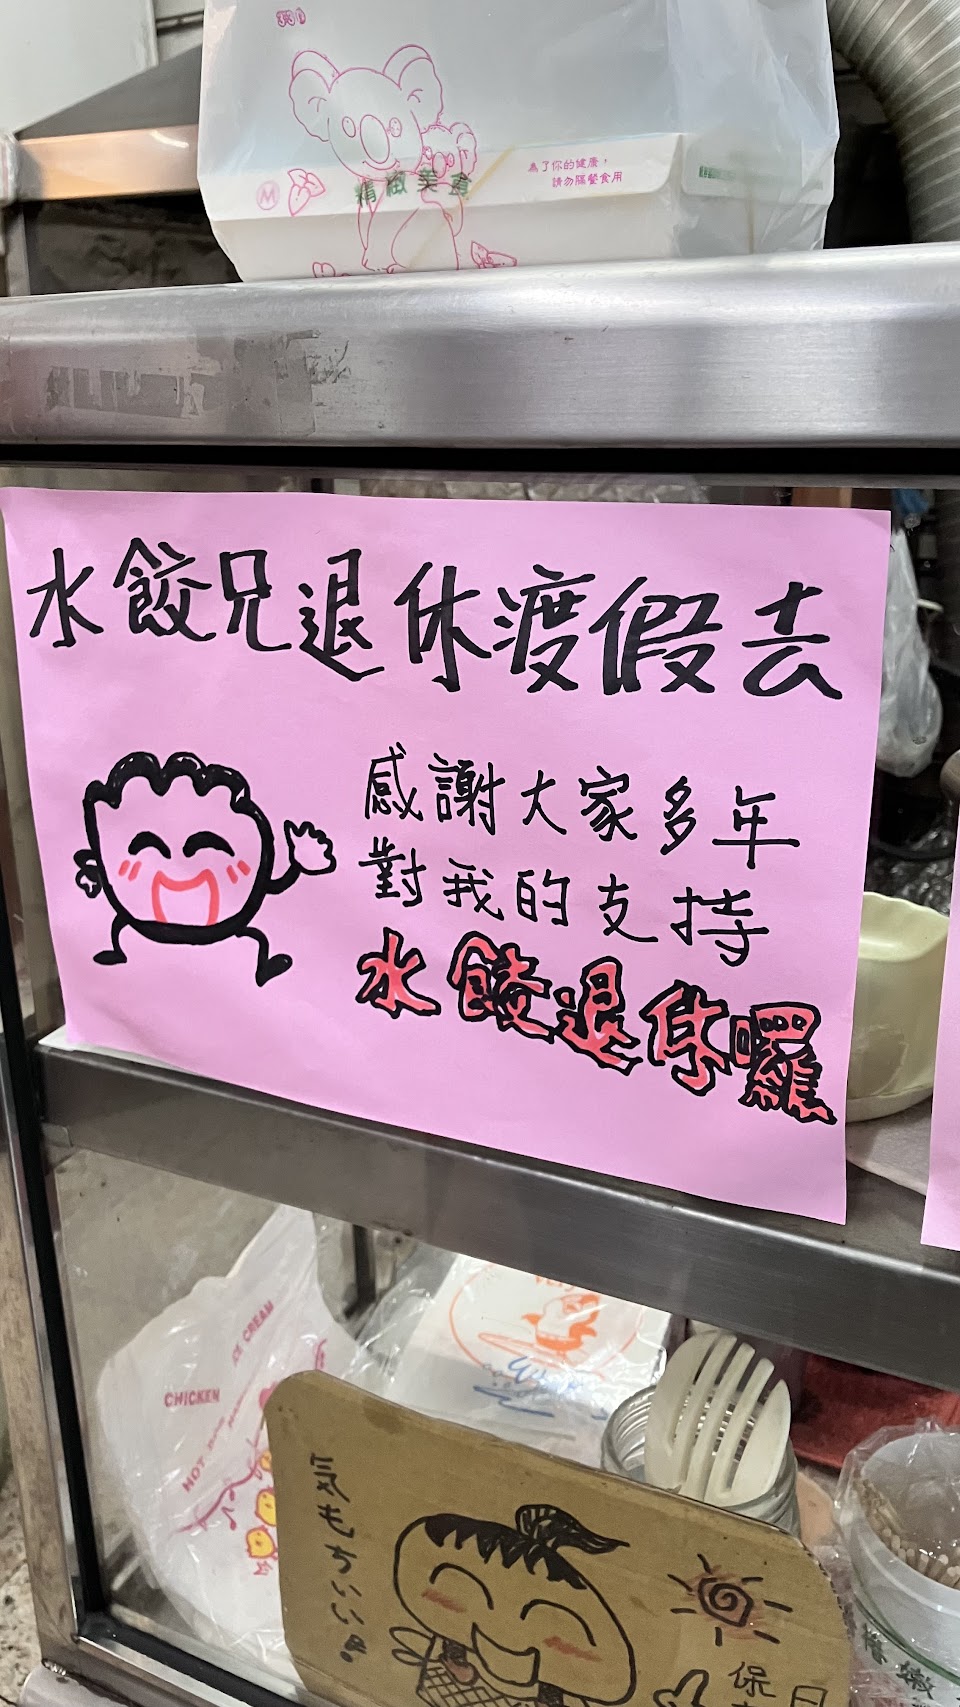 精緻美食
為了你的健康，
請勿隔餐食用
水餃兄退休渡假去
感謝大家多年
對我的支持
水餃退休囉
ICE CREAM
CHICKEN
気もちいい!
保
日